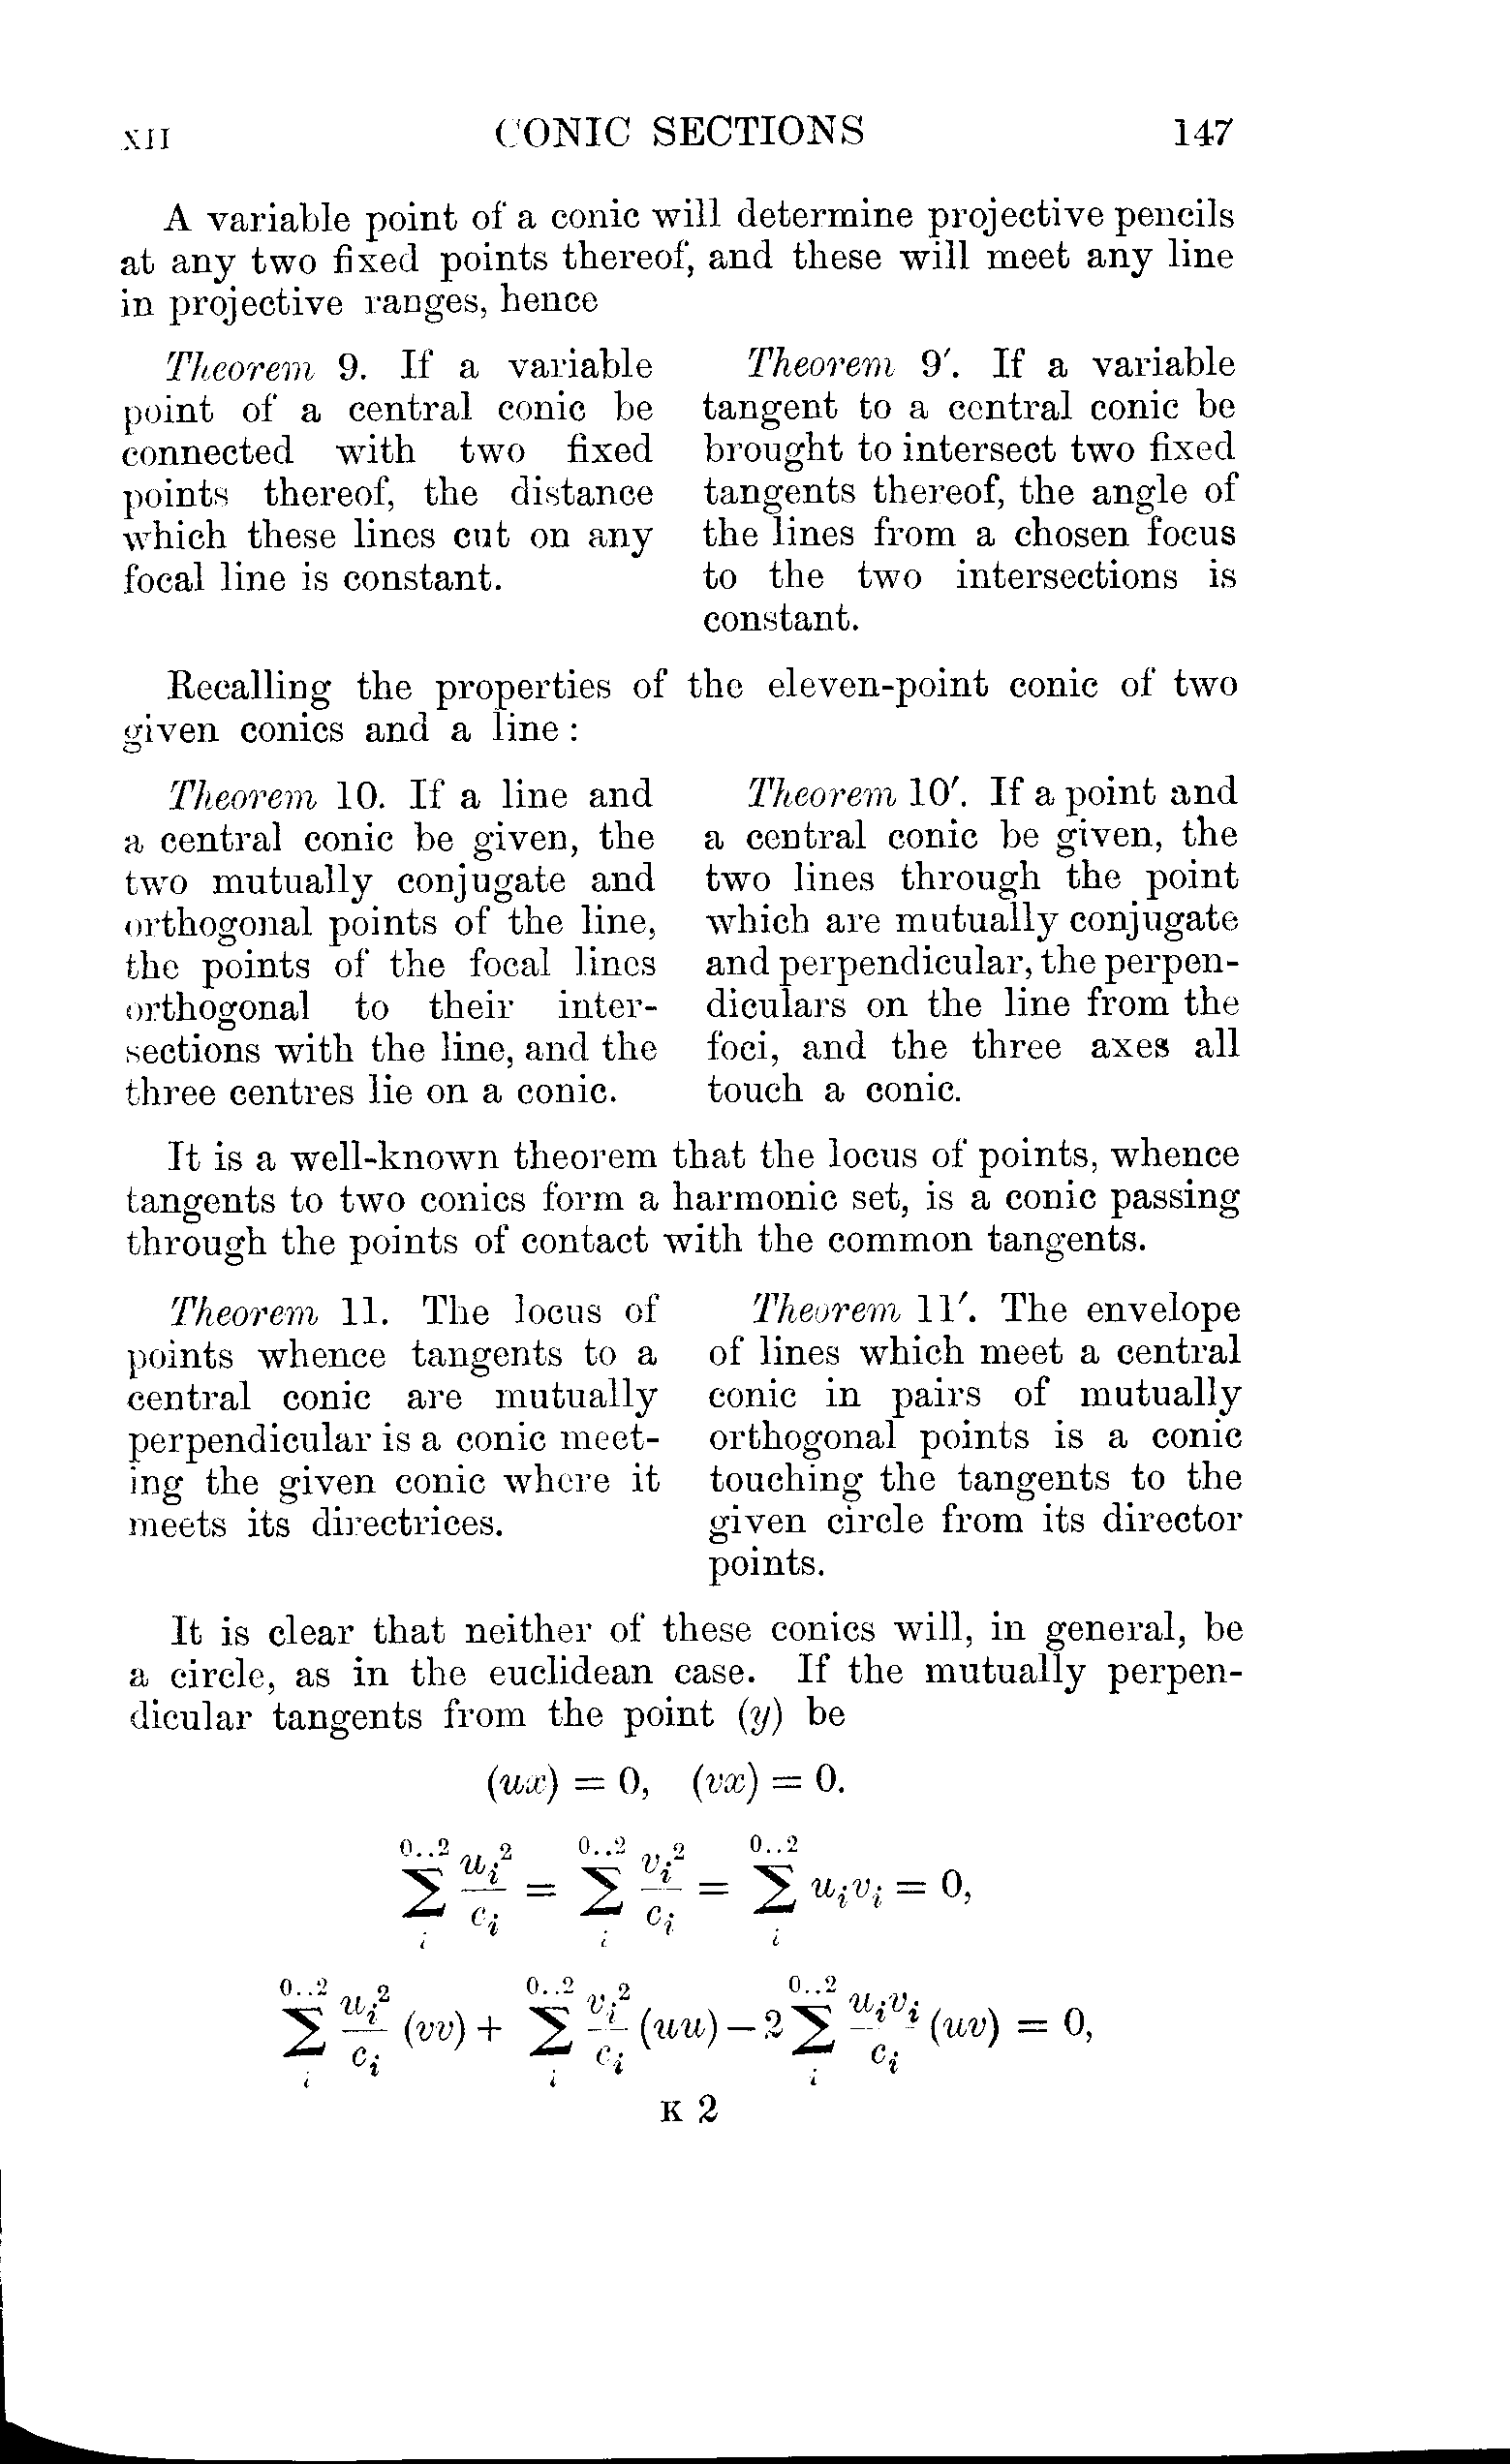 XII CONIC SECTIONS 147
A variable point of a conic will determine projective pencils
at any two fixed points thereof, and these will meet any line
in projective ranges, hence
Theorem 9. If a variable
point of a central conic be
connected with two fixed
points thereof, the distance
which these lines cut on any
focal line is constant.
Theorem 9′. If a variable
tangent to a central conic be
brought to intersect two fixed
tangents thereof, the angle of
the lines from a chosen focus
to the two intersections is
constant.
Recalling the properties of the eleven-point conic of two
given conics and a line:
Theorem 10. If a line and
a central conic be given, the
two mutually conjugate and
orthogonal points of the line,
the points of the focal lines
orthogonal to their inter-
sections with the line, and the
three centres lie on a conic.
Theorem 10′. If a point and
a central conic be given, the
two lines through the point
which are mutually conjugate
and perpendicular, the perpen-
diculars on the line from the
foci, and the three axes all
touch a conic.
It is a well-known theorem that the locus of points, whence
tangents to two conics form a harmonic set, is a conic passing
through the points of contact with the common tangents.
Theorem 11. The locus of
points whence tangents to a
central conic are mutually
perpendicular is a conic meet-
ing the given conic where it
meets its directrices.
Theorem 11′. The envelope
of lines which meet a central
conic in pairs of mutually
orthogonal points is a conic
touching the tangents to the
given circle from its director
points.
It is clear that neither of these conics will, in general, be
a circle, as in the euclidean case. If the mutually perpen-
dicular tangents from the point (y) be
(ux) = 0, (vx) = 0.
\sum_{i}^{0..2} \frac{u_i^2}{c_i} = \sum_{i}^{0..2} \frac{v_i^2}{c_i} = \sum_{i}^{0..2} u_i v_i = 0,
\sum_{i}^{0..2} \frac{u_i^2}{c_i} (vv) + \sum_{i}^{0..2} \frac{v_i^2}{c_i} (uu) - 2 \sum_{i}^{0..2} \frac{u_i v_i}{c_i} (uv) = 0,
K 2